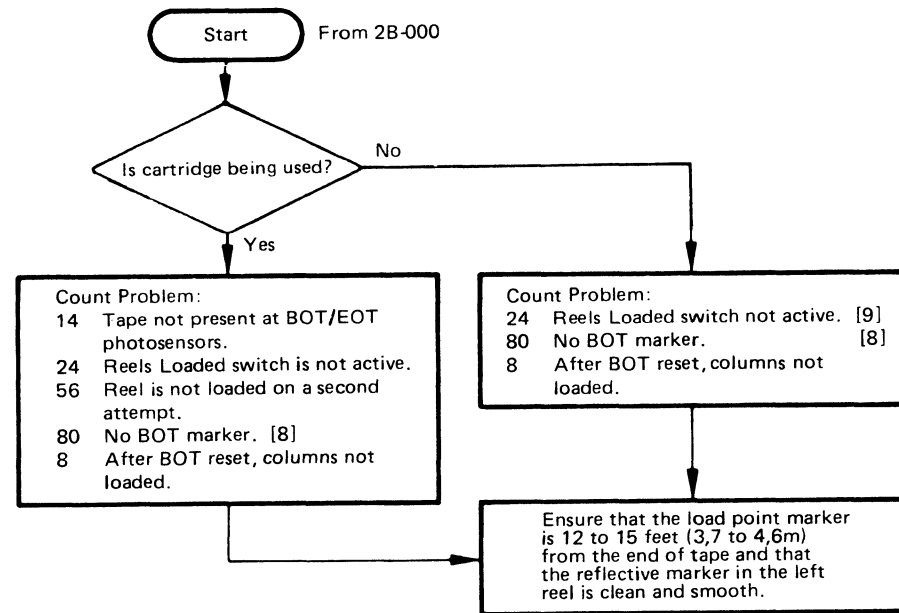 Start
From 2B-000
Is cartridge being used?
No
Yes
Count Problem:
14 Tape not present at BOT/EOT
photosensors.
24 Reels Loaded switch is not active.
56 Reel is not loaded on a second
attempt.
80 No BOT marker. [8]
8 After BOT reset, columns not
loaded.
Count Problem:
24 Reels Loaded switch not active. [9]
80 No BOT marker. [8]
8 After BOT reset, columns not
loaded.
Ensure that the load point marker
is 12 to 15 feet (3,7 to 4,6m)
from the end of tape and that
the reflective marker in the left
reel is clean and smooth.